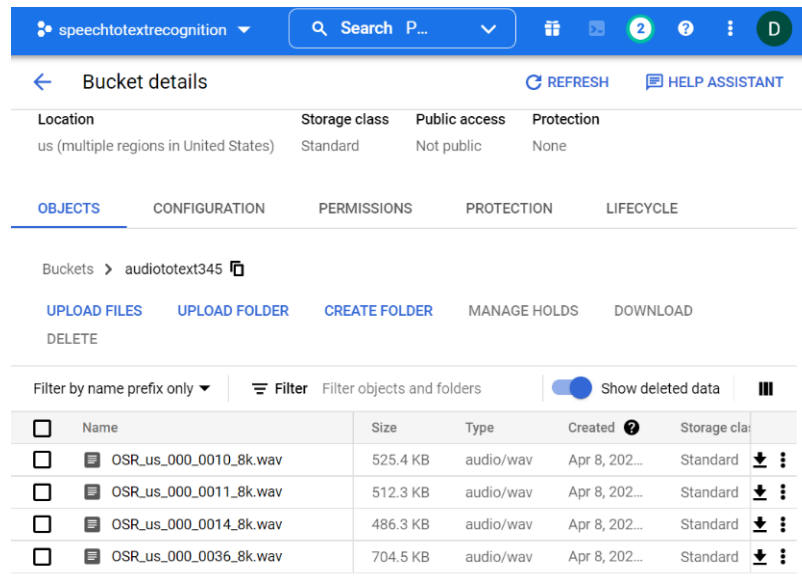 speechtotextrecognition Search P... 2 ? D
Bucket details REFRESH HELP ASSISTANT
Location Storage class Public access Protection
us (multiple regions in United States) Standard Not public None
OBJECTS CONFIGURATION PERMISSIONS PROTECTION LIFECYCLE
Buckets > audiototext345
UPLOAD FILES UPLOAD FOLDER CREATE FOLDER MANAGE HOLDS DOWNLOAD
DELETE
Filter by name prefix only Filter Filter objects and folders Show deleted data
Name Size Type Created ? Storage clas
OSR_us_000_0010_8k.wav 525.4 KB audio/wav Apr 8, 202... Standard
OSR_us_000_0011_8k.wav 512.3 KB audio/wav Apr 8, 202... Standard
OSR_us_000_0014_8k.wav 486.3 KB audio/wav Apr 8, 202... Standard
OSR_us_000_0036_8k.wav 704.5 KB audio/wav Apr 8, 202... Standard